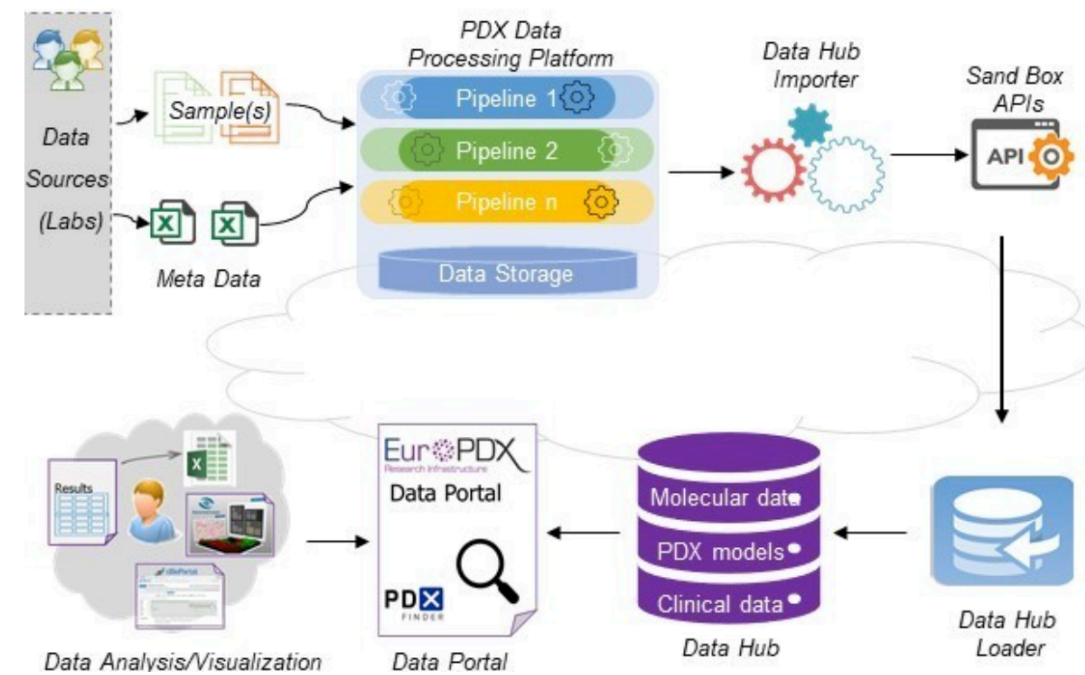 PDX Data
Processing Platform
Data Hub
Importer
Sand Box
APIs
Data
Sources
(Labs)
Sample(s)
Meta Data
Pipeline 1
Pipeline 2
Pipeline n
Data Storage
API
Results
cBioPortal
Data Analysis/Visualization
EurOPDX
Research Infrastructure
Data Portal
PDX
FINDER
Data Portal
Molecular data
PDX models
Clinical data
Data Hub
Data Hub
Loader